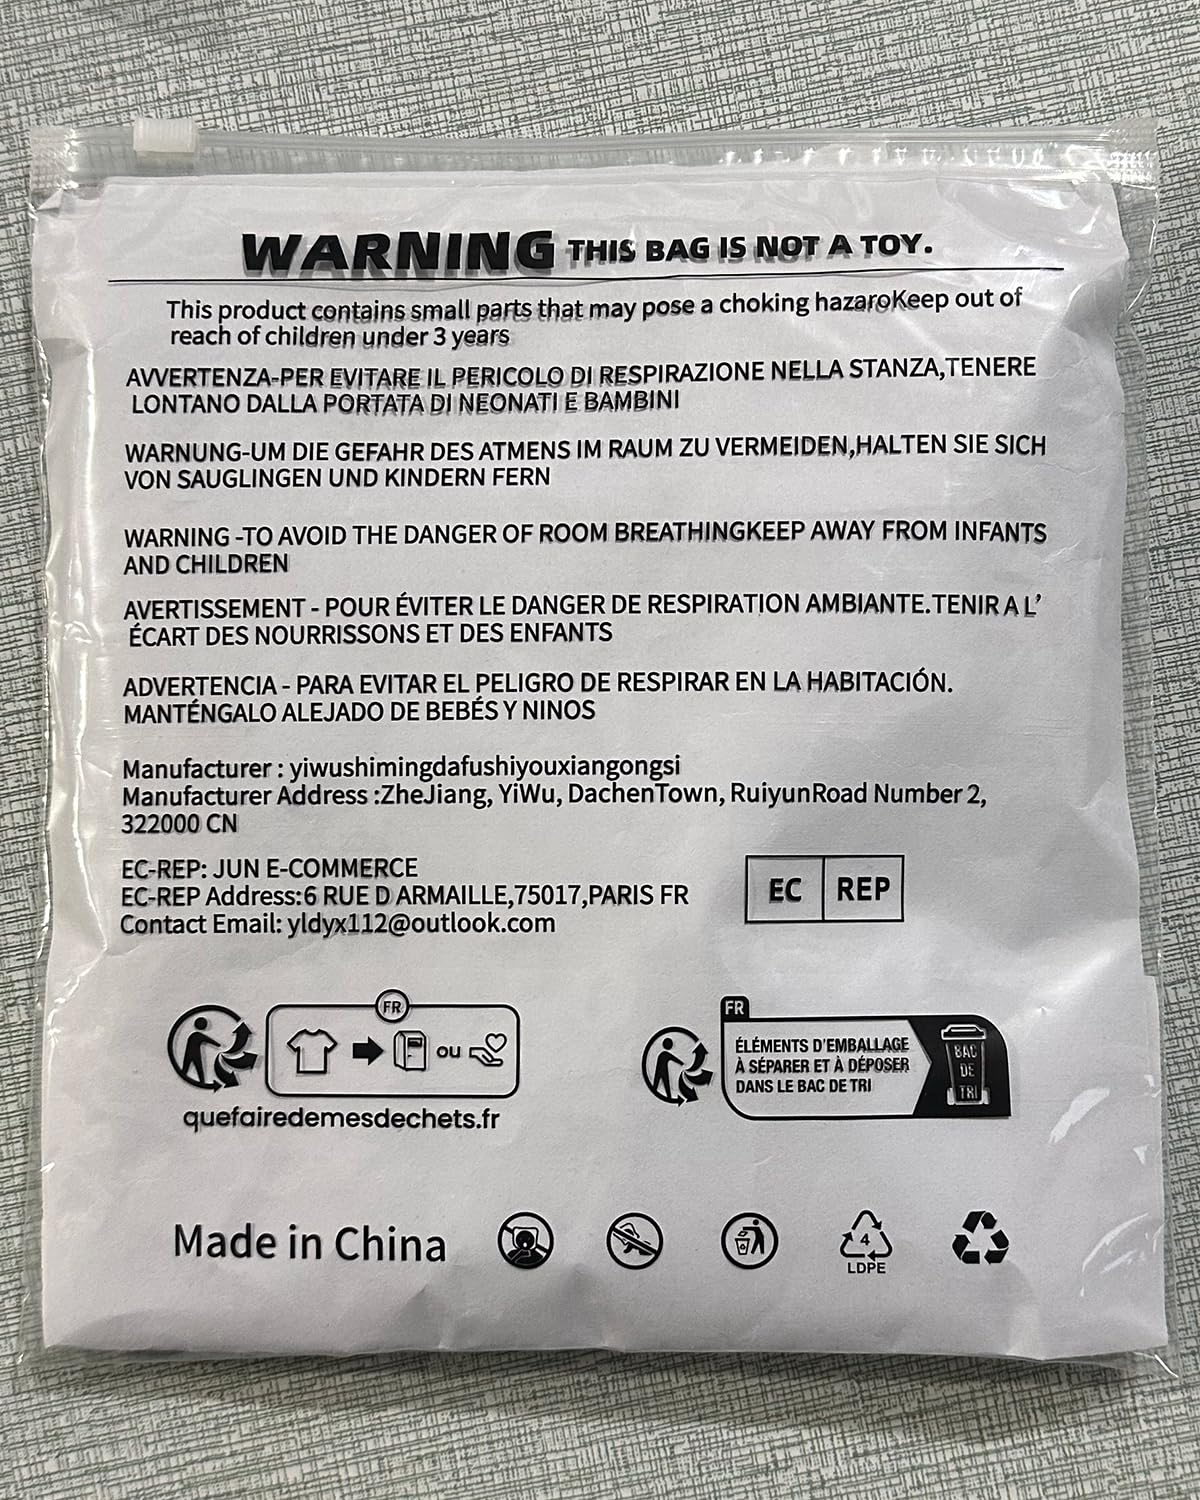 WARNING THIS BAG IS NOT A TOY.
This product contains small parts that may pose a choking hazaroKeep out of
reach of children under 3 years
AVVERTENZA-PER EVITARE IL PERICOLO DI RESPIRAZIONE NELLA STANZA,TENERE
LONTANO DALLA PORTATA DI NEONATI E BAMBINI
WARNUNG-UM DIE GEFAHR DES ATMENS IM RAUM ZU VERMEIDEN,HALTEN SIE SICH
VON SAUGLINGEN UND KINDERN FERN
WARNING -TO AVOID THE DANGER OF ROOM BREATHINGKEEP AWAY FROM INFANTS
AND CHILDREN
AVERTISSEMENT - POUR ÉVITER LE DANGER DE RESPIRATION AMBIANTE.TENIR A L'
ÉCART DES NOURRISSONS ET DES ENFANTS
ADVERTENCIA - PARA EVITAR EL PELIGRO DE RESPIRAR EN LA HABITACIÓN.
MANTÉNGALO ALEJADO DE BEBÉS Y NINOS
Manufacturer : yiwushimingdafushiyouxiangongsi
Manufacturer Address :ZheJiang, YiWu, DachenTown, RuiyunRoad Number 2,
322000 CN
EC-REP: JUN E-COMMERCE
EC-REP Address:6 RUE D ARMAILLE,75017,PARIS FR
Contact Email: yldyx112@outlook.com
EC REP
FR
ou
quefairedemesdechets.fr
FR
ÉLÉMENTS D'EMBALLAGE
À SÉPARER ET À DÉPOSER
DANS LE BAC DE TRI
BAC
DE
TRI
Made in China
4
LDPE